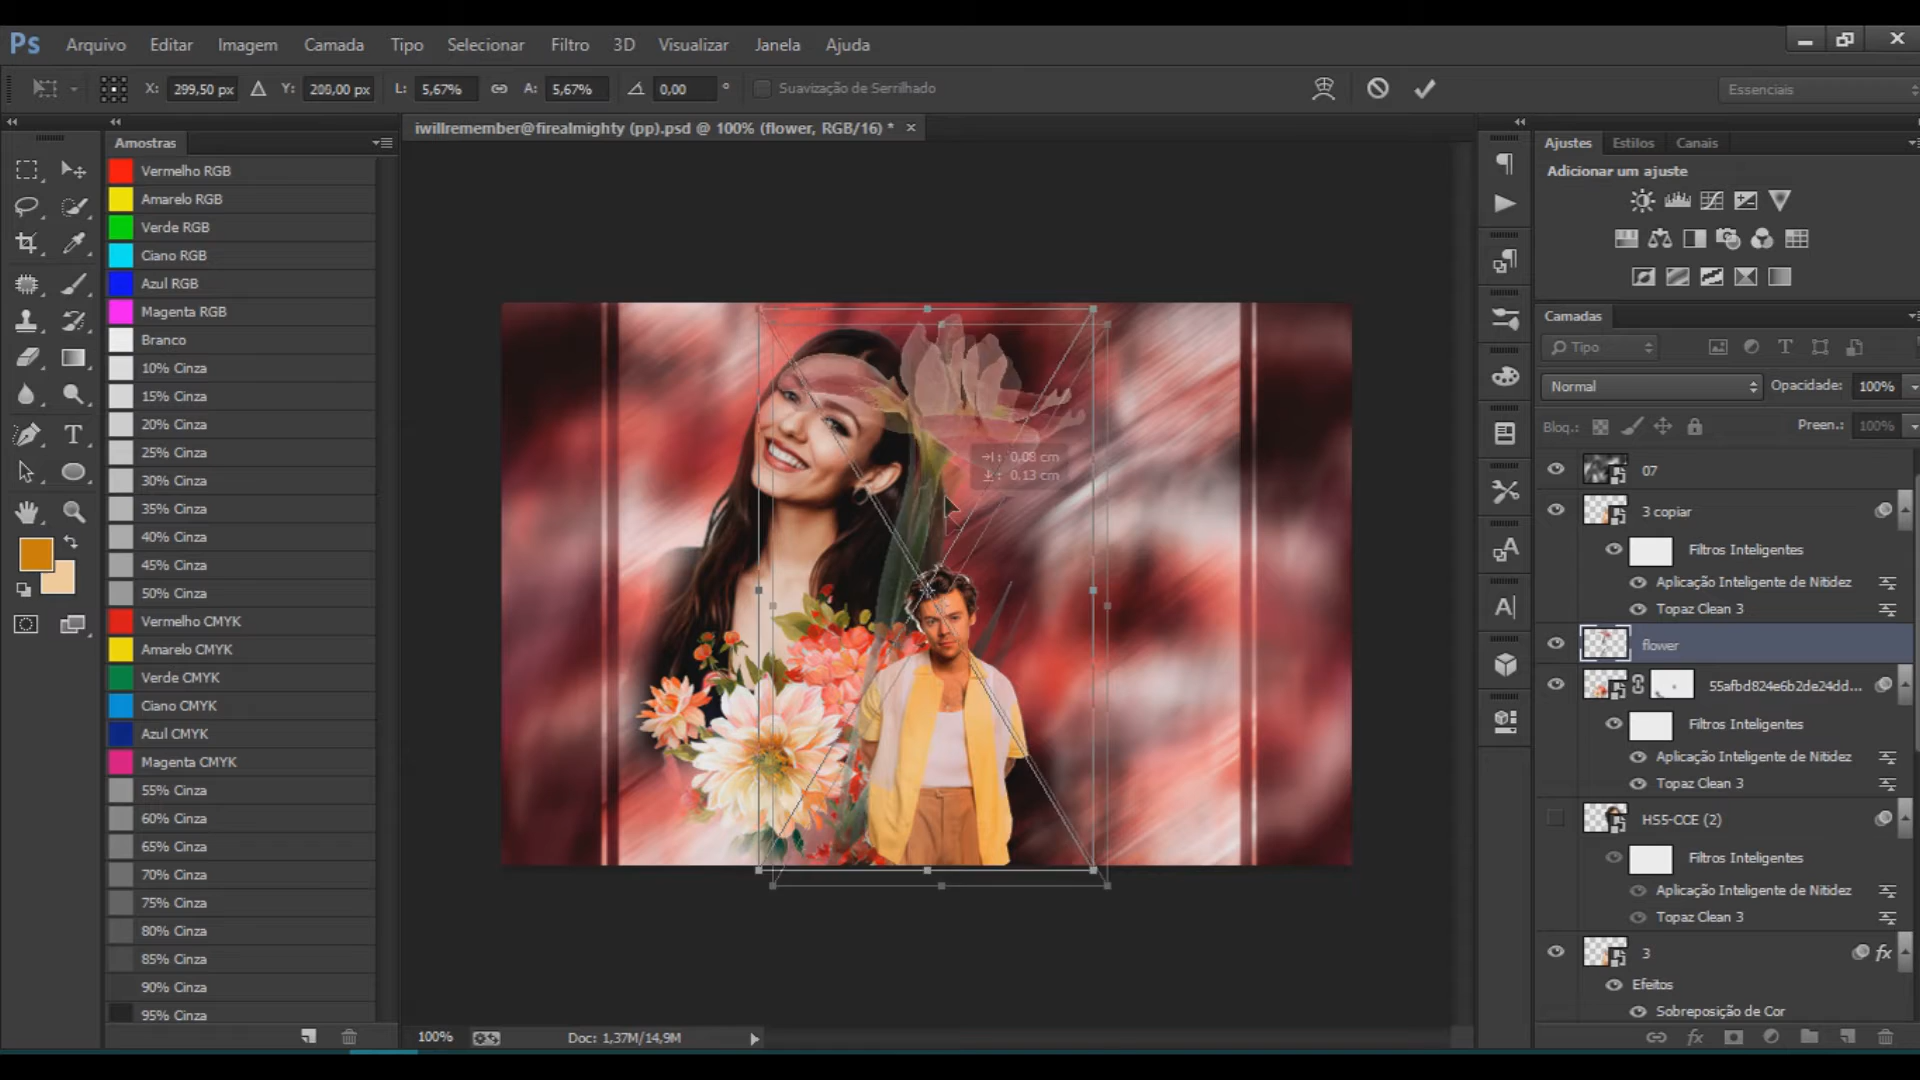 Ps Arquivo Editar Imagem Camada Tipo Selecionar Filtro 3D Visualizar Janela Ajuda
X: 299,50 px Y: 200,00 px L: 5,67% A: 5,67% 0,00 ° Suavização de Serrilhado Essenciais
iwillremember@firealmighty (pp).psd @ 100% (flower, RGB/16) *
Amostras
Vermelho RGB
Amarelo RGB
Verde RGB
Ciano RGB
Azul RGB
Magenta RGB
Branco
10% Cinza
15% Cinza
20% Cinza
25% Cinza
30% Cinza
35% Cinza
40% Cinza
45% Cinza
50% Cinza
Vermelho CMYK
Amarelo CMYK
Verde CMYK
Ciano CMYK
Azul CMYK
Magenta CMYK
55% Cinza
60% Cinza
65% Cinza
70% Cinza
75% Cinza
80% Cinza
85% Cinza
90% Cinza
95% Cinza
0,08 cm
0,13 cm
100% Doc: 1,37M/14,9M
Ajustes Estilos Canais
Adicionar um ajuste
Camadas
Tipo
Normal Opacidade: 100%
Bloq.: Preen.: 100%
07
3 copiar
Filtros Inteligentes
Aplicação Inteligente de Nitidez
Topaz Clean 3
flower
55afbd824e6b2de24dd...
Filtros Inteligentes
Aplicação Inteligente de Nitidez
Topaz Clean 3
HS5-CCE (2)
Filtros Inteligentes
Aplicação Inteligente de Nitidez
Topaz Clean 3
3 fx
Efeitos
Sobreposição de Cor
fx